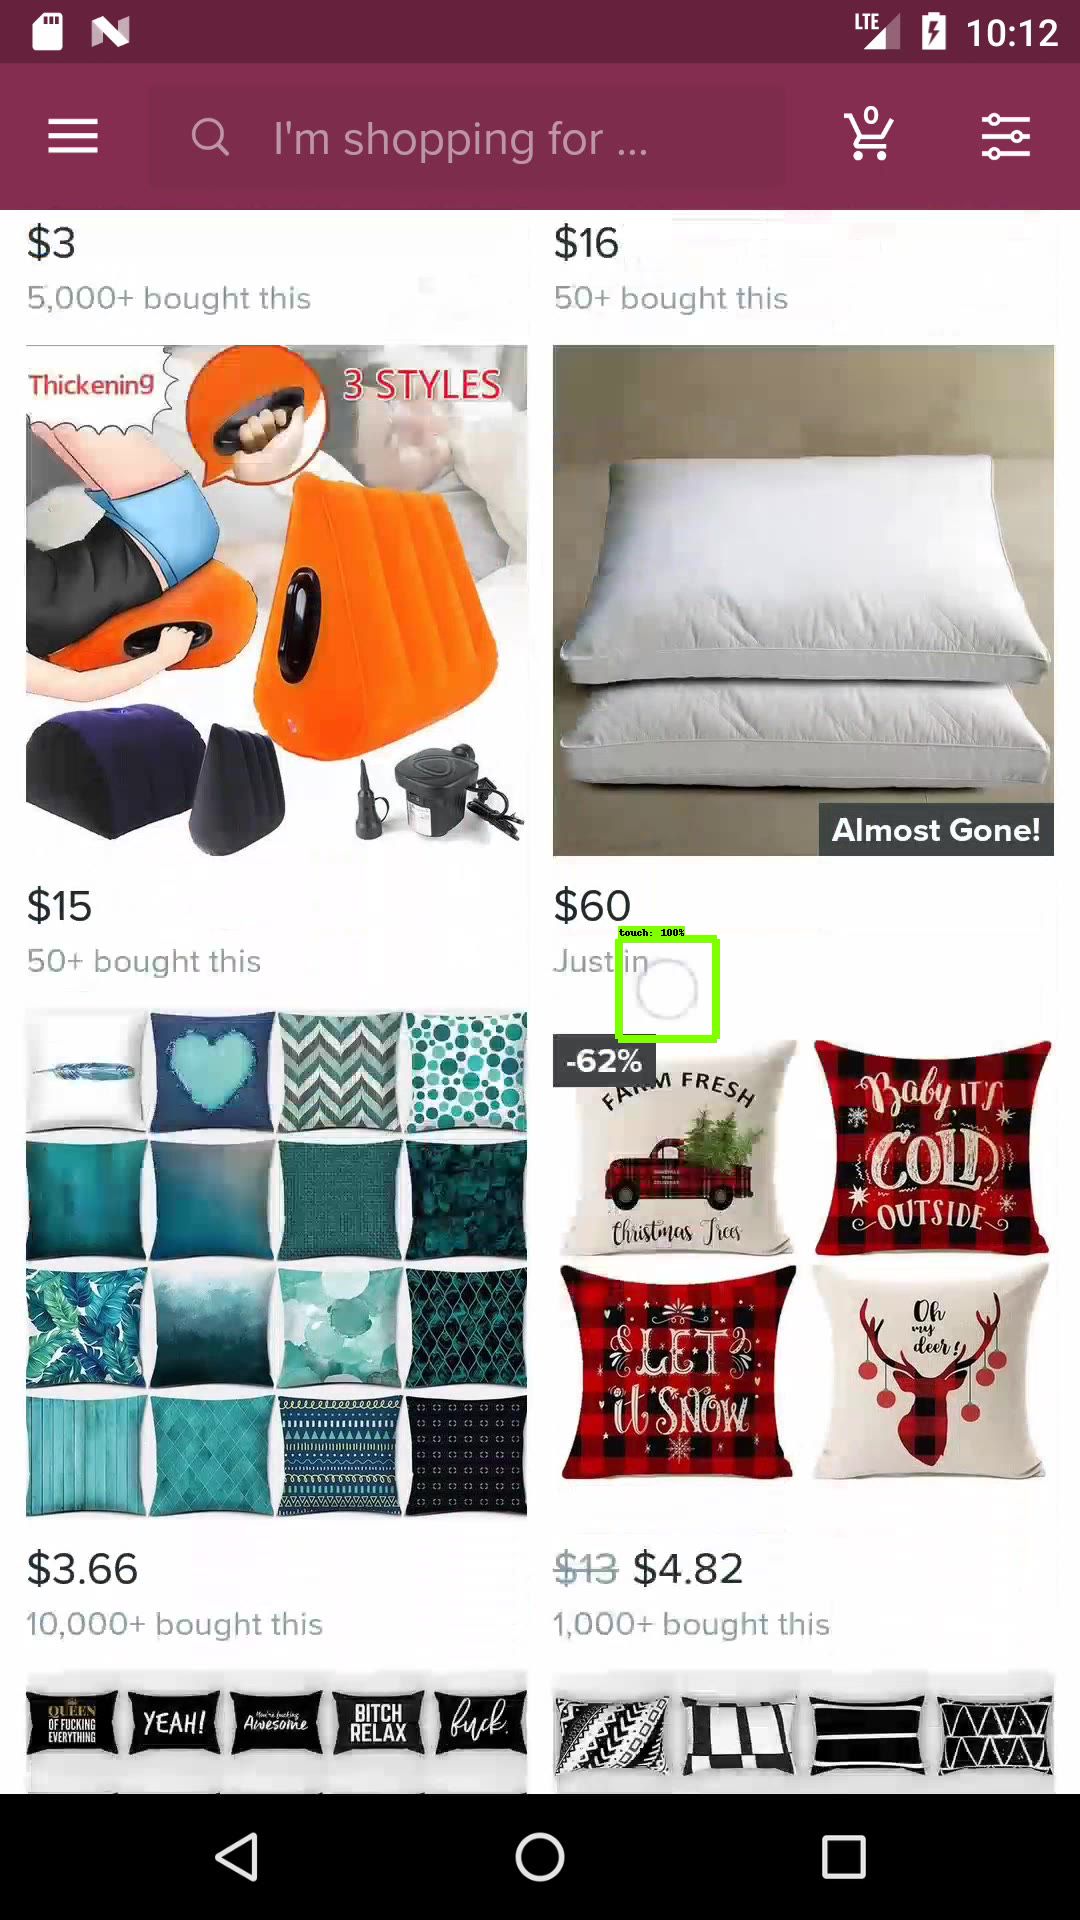 LTE
10:12
I'm shopping for ...
0
$3
5,000+ bought this
$16
50+ bought this
Thickening
3 STYLES
Almost Gone!
$15
50+ bought this
$60
Just in
touch: 100%
-62%
FARM FRESH
Christmas Trees
Baby, IT'S
COLD
OUTSIDE
LET
it SNOW
Oh
my
deer!
$3.66
10,000+ bought this
$13 $4.82
1,000+ bought this
QUEEN
OF FUCKING
EVERYTHING
YEAH!
You're fucking
Awesome
BITCH
RELAX
fuck.